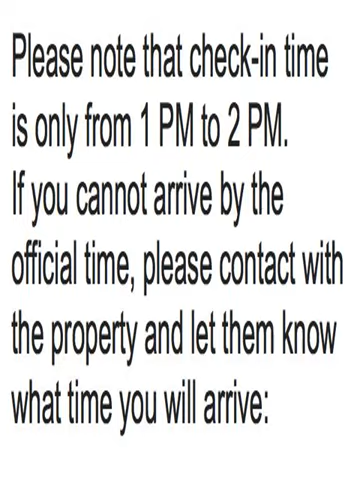 Please note that check-in time
is only from 1 PM to 2 PM.
If you cannot arrive by the
official time, please contact with
the property and let them know
what time you will arrive: